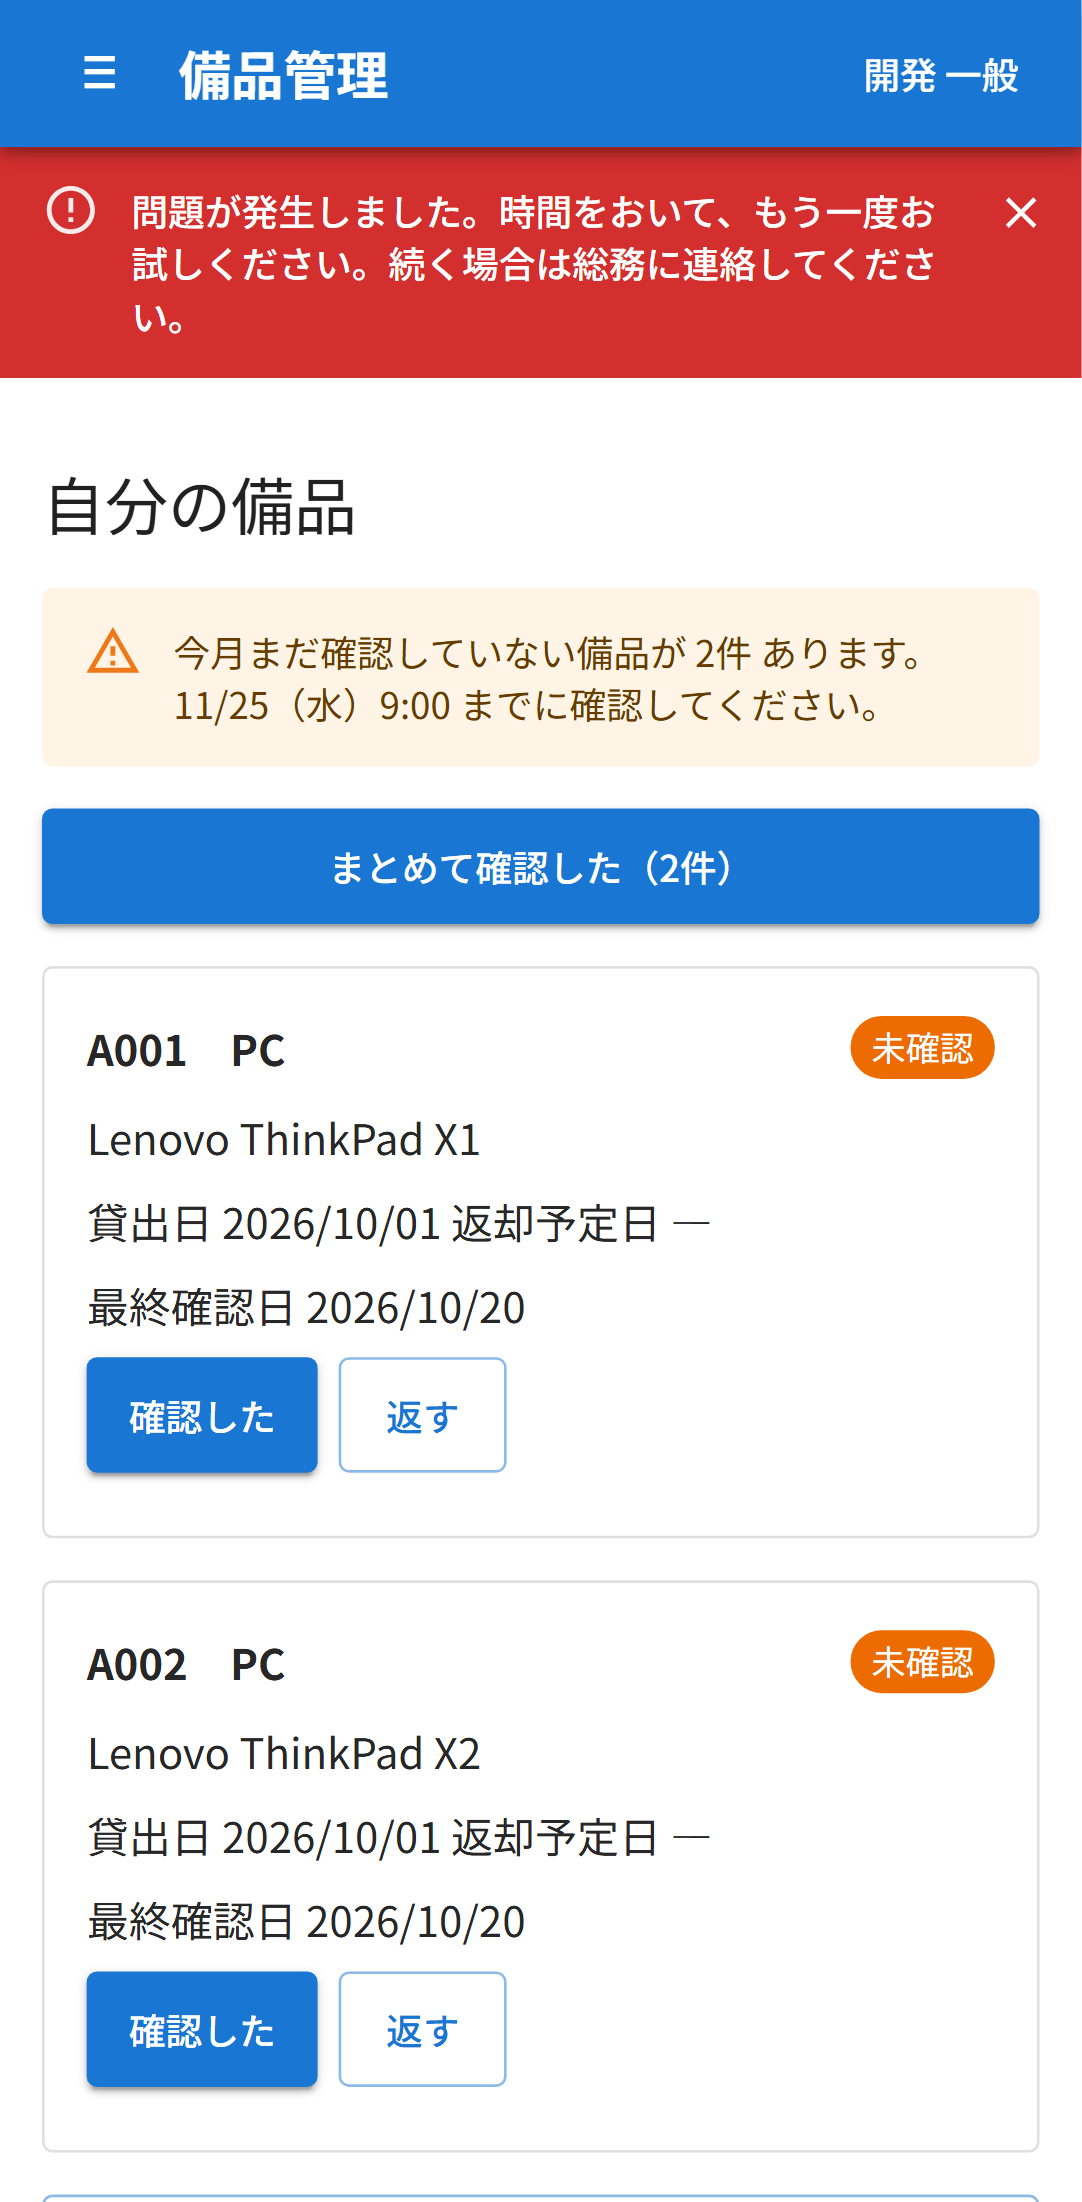 備品管理
開発 一般
問題が発生しました。時間をおいて、もう一度お
試しください。続く場合は総務に連絡してくださ
い。
自分の備品
今月まだ確認していない備品が 2件 あります。
11/25（水）9:00 までに確認してください。
まとめて確認した（2件）
A001　PC
未確認
Lenovo ThinkPad X1
貸出日 2026/10/01 返却予定日 —
最終確認日 2026/10/20
確認した
返す
A002　PC
未確認
Lenovo ThinkPad X2
貸出日 2026/10/01 返却予定日 —
最終確認日 2026/10/20
確認した
返す